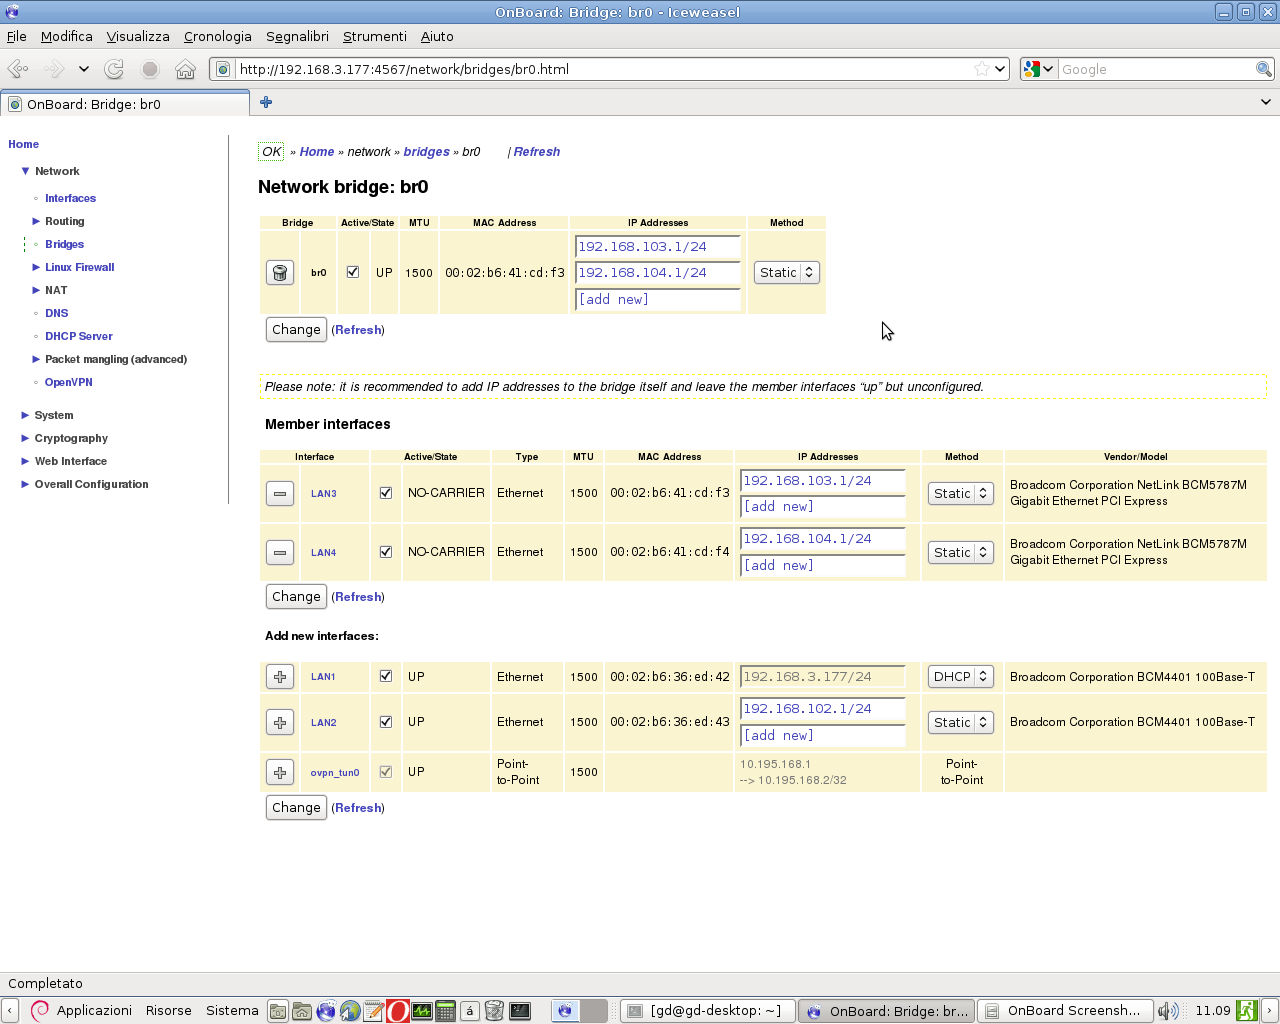 OnBoard: Bridge: br0 - Iceweasel
File Modifica Visualizza Cronologia Segnalibri Strumenti Aiuto
http://192.168.3.177:4567/network/bridges/br0.html
Google
OnBoard: Bridge: br0
Home
Network
Interfaces
Routing
Bridges
Linux Firewall
NAT
DNS
DHCP Server
Packet mangling (advanced)
OpenVPN
System
Cryptography
Web Interface
Overall Configuration
OK » Home » network » bridges » br0 | Refresh
Network bridge: br0
Bridge Active/State MTU MAC Address IP Addresses Method
br0 UP 1500 00:02:b6:41:cd:f3 192.168.103.1/24 Static
192.168.104.1/24
[add new]
Change (Refresh)
Please note: it is recommended to add IP addresses to the bridge itself and leave the member interfaces “up” but unconfigured.
Member interfaces
Interface Active/State Type MTU MAC Address IP Addresses Method Vendor/Model
LAN3 NO-CARRIER Ethernet 1500 00:02:b6:41:cd:f3 192.168.103.1/24 Static Broadcom Corporation NetLink BCM5787M
[add new] Gigabit Ethernet PCI Express
LAN4 NO-CARRIER Ethernet 1500 00:02:b6:41:cd:f4 192.168.104.1/24 Static Broadcom Corporation NetLink BCM5787M
[add new] Gigabit Ethernet PCI Express
Change (Refresh)
Add new interfaces:
LAN1 UP Ethernet 1500 00:02:b6:36:ed:42 192.168.3.177/24 DHCP Broadcom Corporation BCM4401 100Base-T
LAN2 UP Ethernet 1500 00:02:b6:36:ed:43 192.168.102.1/24 Static Broadcom Corporation BCM4401 100Base-T
[add new]
ovpn_tun0 UP Point- 1500 10.195.168.1 Point-
to-Point --> 10.195.168.2/32 to-Point
Change (Refresh)
Completato
Applicazioni Risorse Sistema á [gd@gd-desktop: ~] OnBoard: Bridge: br... OnBoard Screensh... 11.09